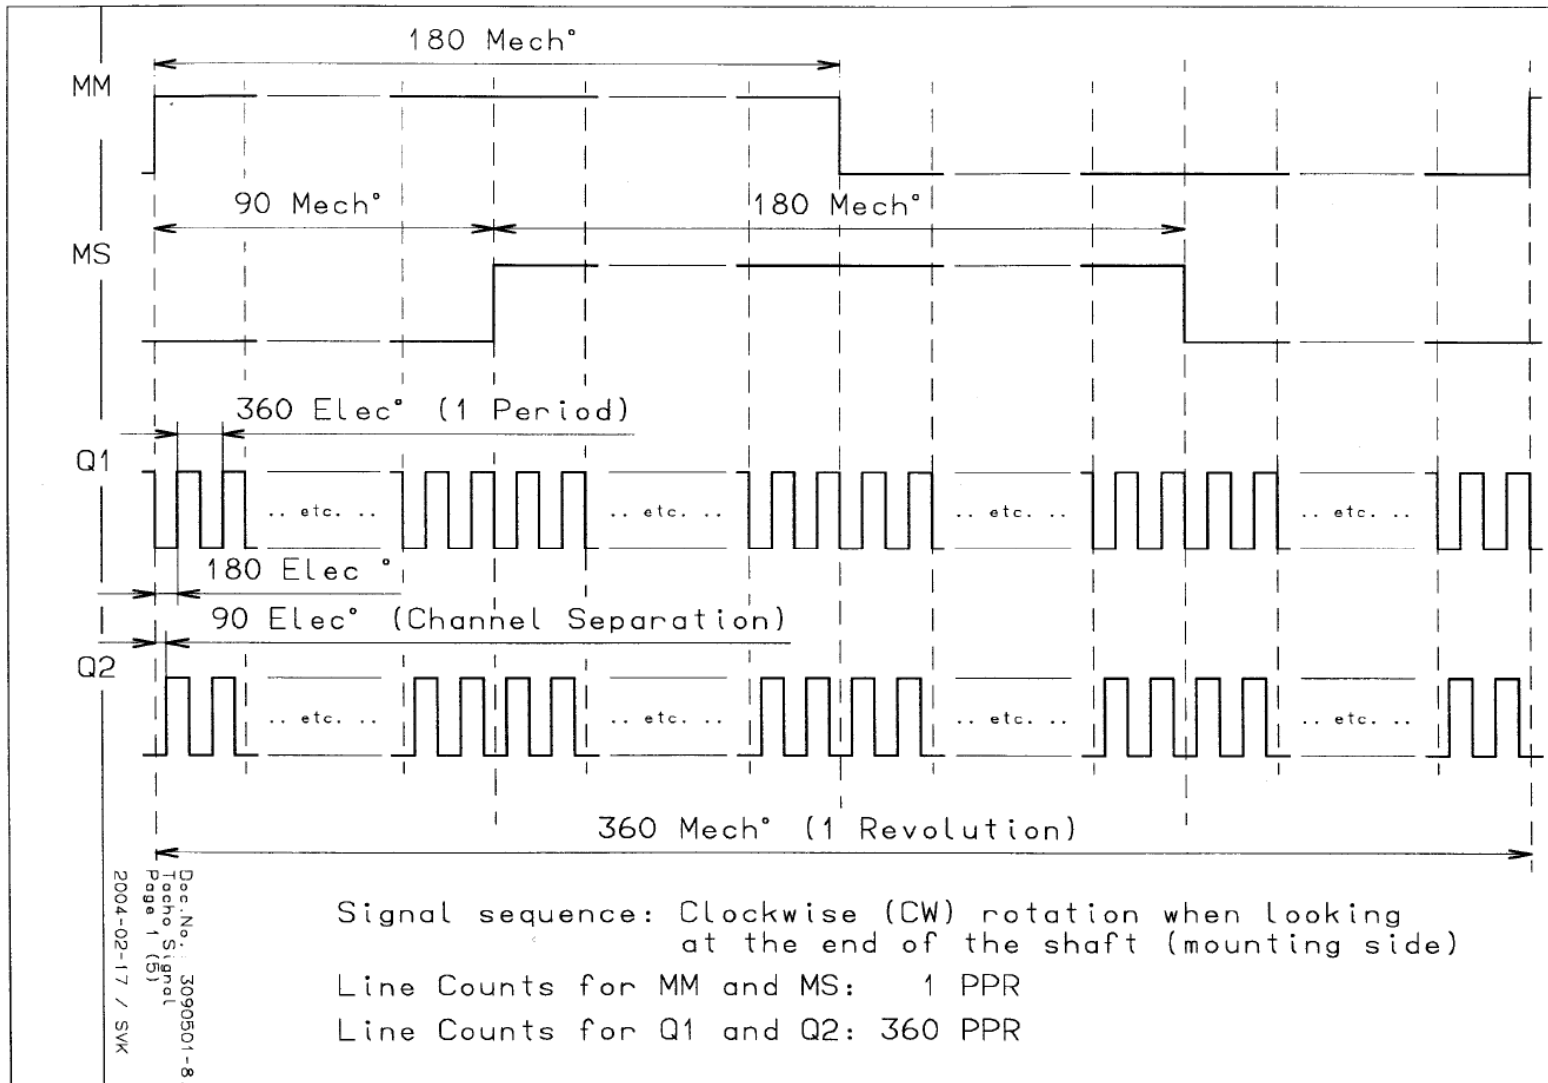 180 Mech°
MM
90 Mech°
180 Mech°
MS
360 Elec° (1 Period)
Q1
.. etc. ..
.. etc. ..
.. etc. ..
.. etc. ..
180 Elec °
90 Elec° (Channel Separation)
Q2
.. etc. ..
.. etc. ..
.. etc. ..
.. etc. ..
360 Mech° (1 Revolution)
Signal sequence: Clockwise (CW) rotation when looking
at the end of the shaft (mounting side)
Line Counts for MM and MS: 1 PPR
Line Counts for Q1 and Q2: 360 PPR
Doc.No.: 3090501-8
Tacho Signal
Page 1 (5)
2004-02-17 / SVK